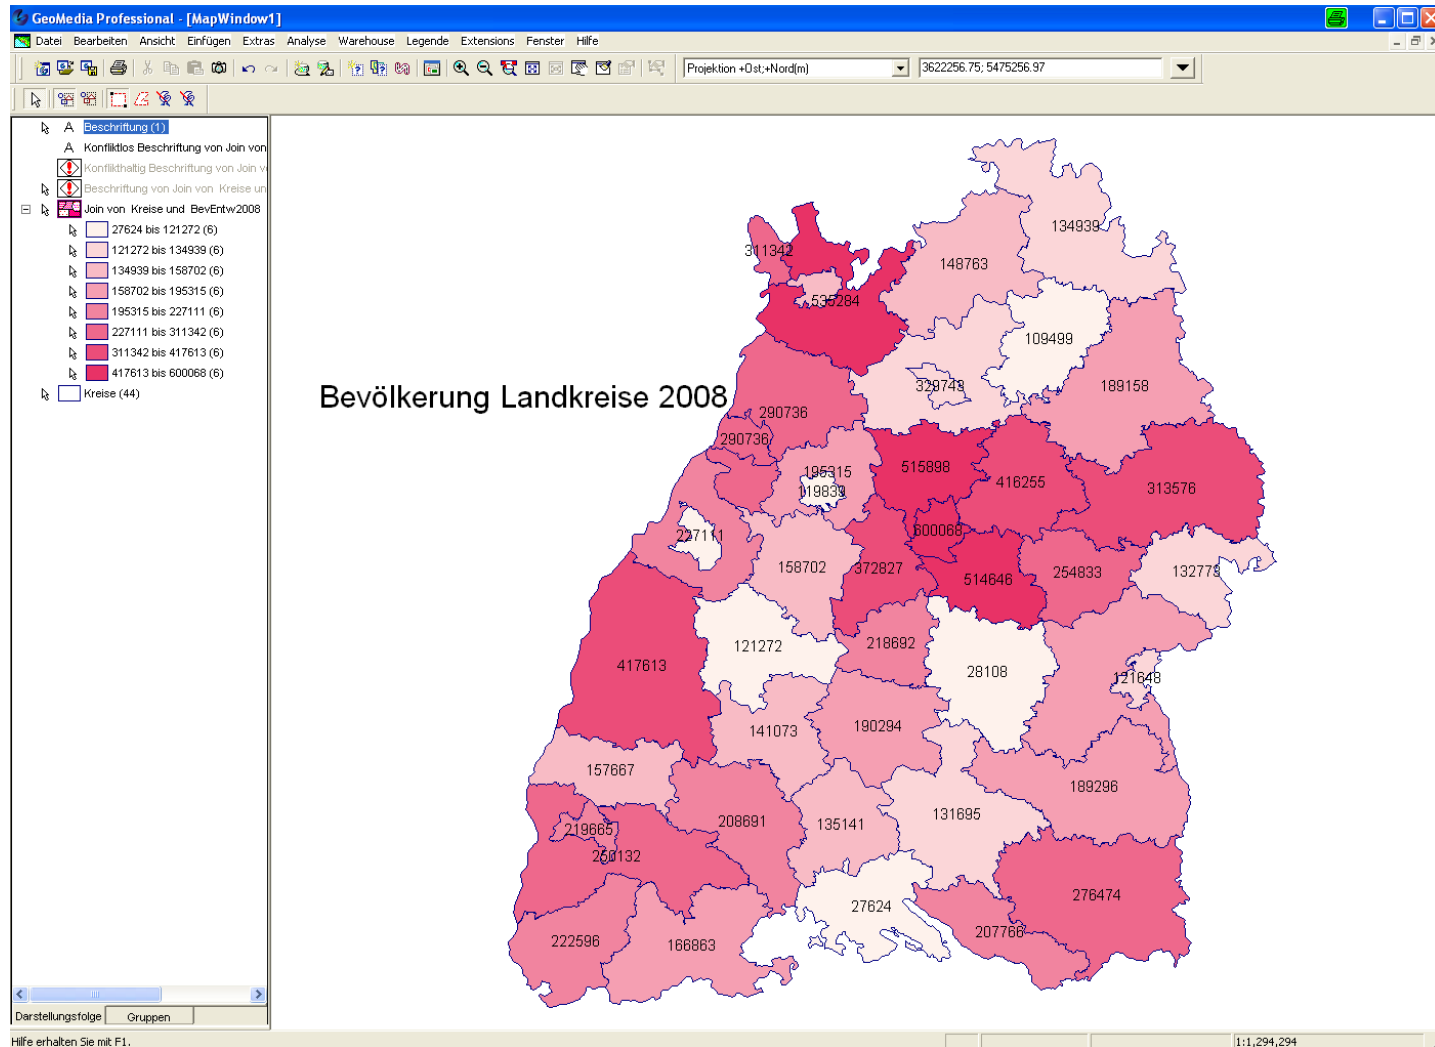 GeoMedia Professional - [MapWindow1]
Datei Bearbeiten Ansicht Einfügen Extras Analyse Warehouse Legende Extensions Fenster Hilfe
Projektion +Ost;+Nord(m) 3622256.75; 5475256.97
Beschriftung (1)
Konfliktlos Beschriftung von Join von
Konflikthaltig Beschriftung von Join v
Beschriftung von Join von Kreise un
Join von Kreise und BevEntw2008
27624 bis 121272 (6)
121272 bis 134939 (6)
134939 bis 158702 (6)
158702 bis 195315 (6)
195315 bis 227111 (6)
227111 bis 311342 (6)
311342 bis 417613 (6)
417613 bis 600068 (6)
Kreise (44)
Darstellungsfolge Gruppen
Hilfe erhalten Sie mit F1.
1:1,294,294
Bevölkerung Landkreise 2008
134939
311342
148763
535284
109499
329743
189158
290736
290736
195315
515898
416255
313576
119839
227111
600068
158702
372827
514646
254833
132773
121272
218692
417613
28108
121648
141073
190294
157667
189296
219665
208691
135141
131695
250132
276474
27624
222596
166863
207766